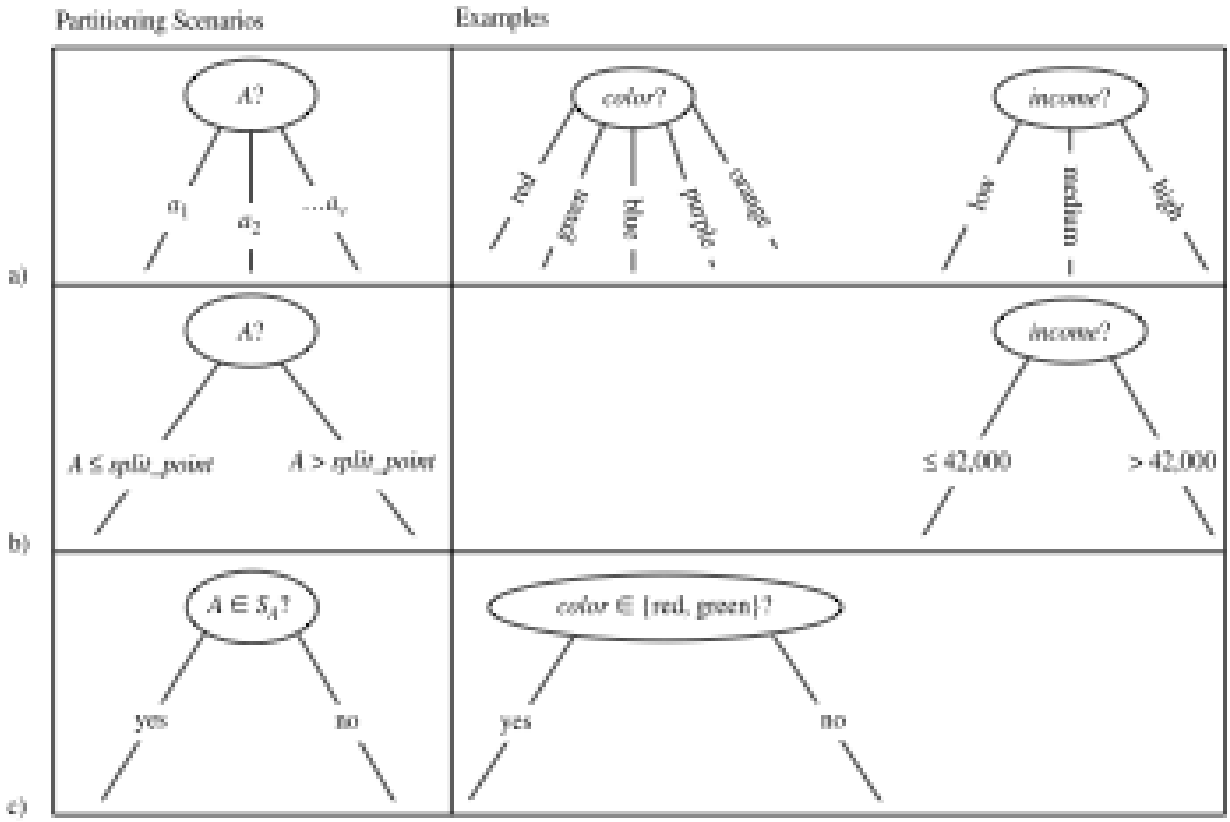 Partitioning Scenarios Examples
A? color? income?
a1 a2 ...av red green blue purple orange low medium high
a)
A? income?
A ≤ split_point A > split_point ≤ 42,000 > 42,000
b)
A ∈ SA? color ∈ {red, green}?
yes no yes no
c)